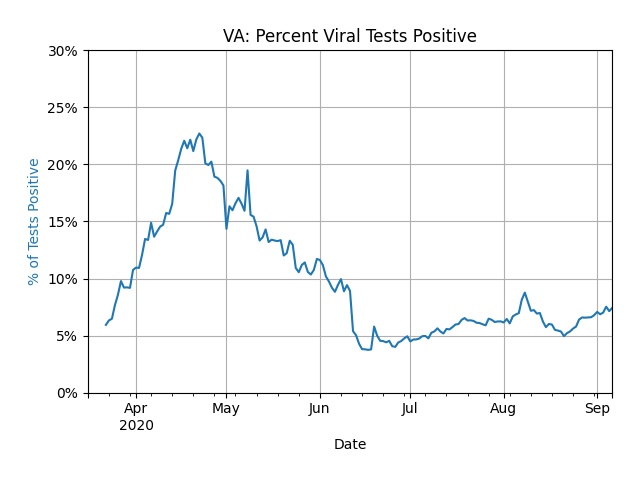 VA: Percent Viral Tests Positive
30%
25%
20%
15%
10%
5%
0%
% of Tests Positive
Apr May Jun Jul Aug Sep
2020
Date